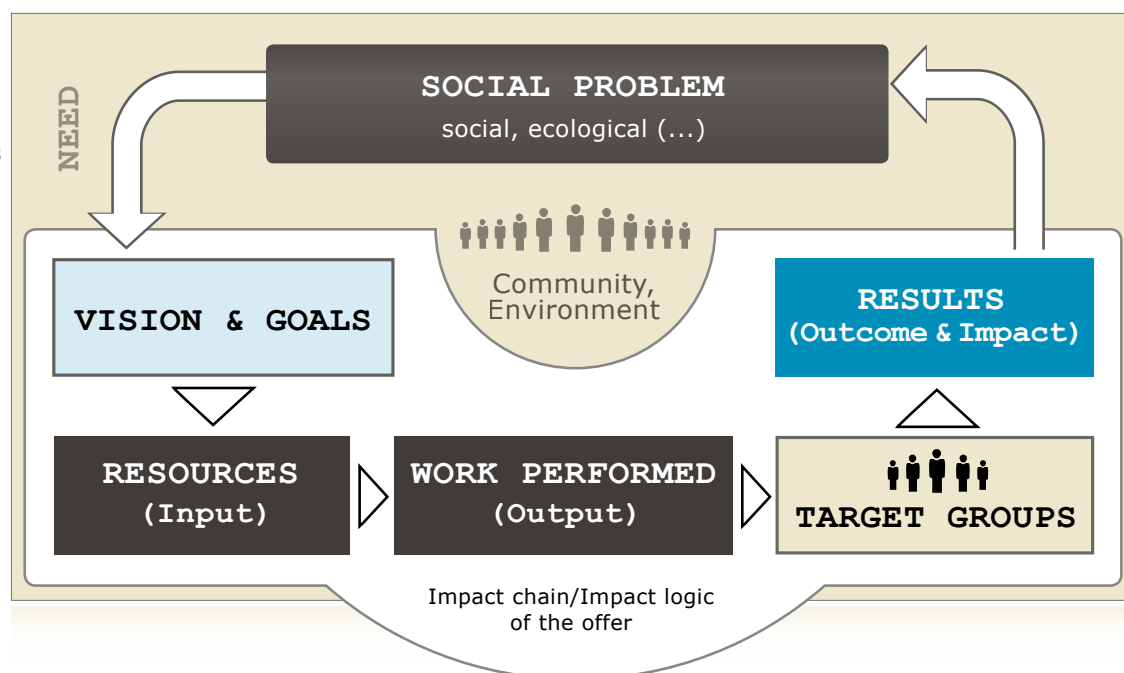 SOCIAL PROBLEM
social, ecological (...)
NEED
Community,
Environment
VISION & GOALS
RESULTS
(Outcome & Impact)
RESOURCES
(Input)
WORK PERFORMED
(Output)
TARGET GROUPS
Impact chain/Impact logic
of the offer